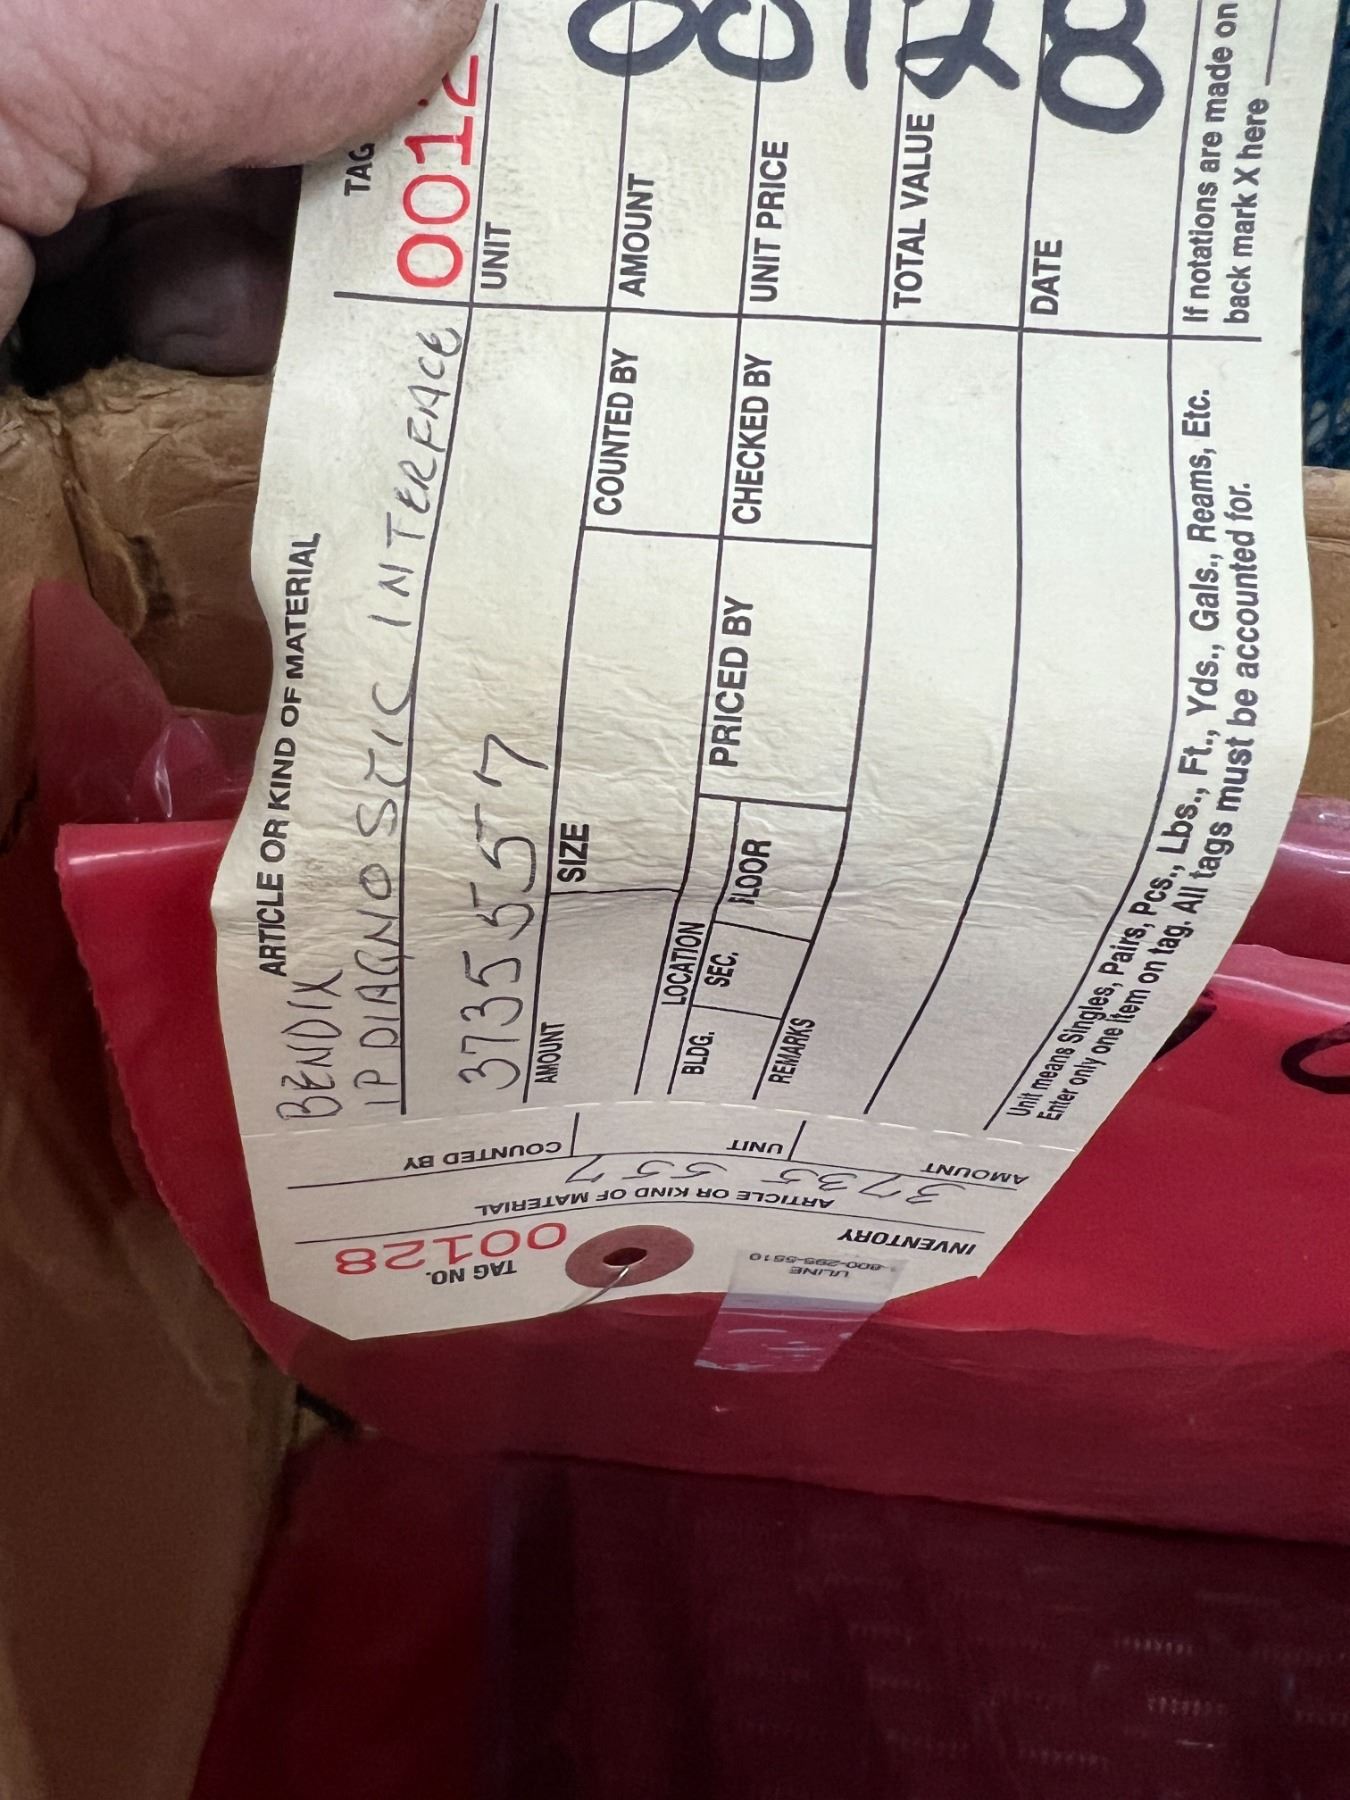 00128
TAG
0012
ARTICLE OR KIND OF MATERIAL
BENDIX
IP DIAGNOSTIC INTERFACE
3735557
UNIT
AMOUNT
SIZE
COUNTED BY
AMOUNT
LOCATION
BLDG.
SEC.
FLOOR
PRICED BY
CHECKED BY
UNIT PRICE
REMARKS
TOTAL VALUE
DATE
Unit means Singles, Pairs, Pcs., Lbs., Ft., Yds., Gals., Reams, Etc.
Enter only one item on tag. All tags must be accounted for.
If notations are made on
back mark X here
ULINE
1-800-295-5510
INVENTORY
TAG NO.
00128
ARTICLE OR KIND OF MATERIAL
3735557
AMOUNT
UNIT
COUNTED BY